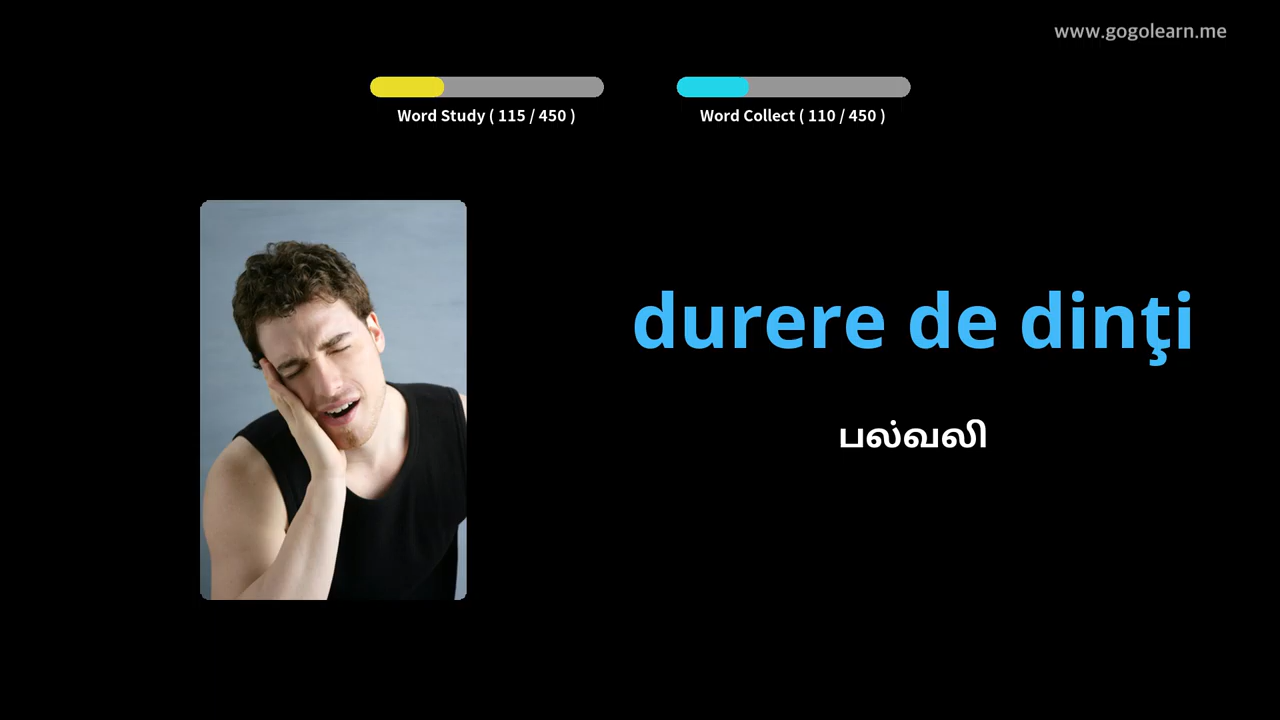 www.gogolearn.me
Word Study ( 115 / 450 )
Word Collect ( 110 / 450 )
durere de dinţi
பல்வலி